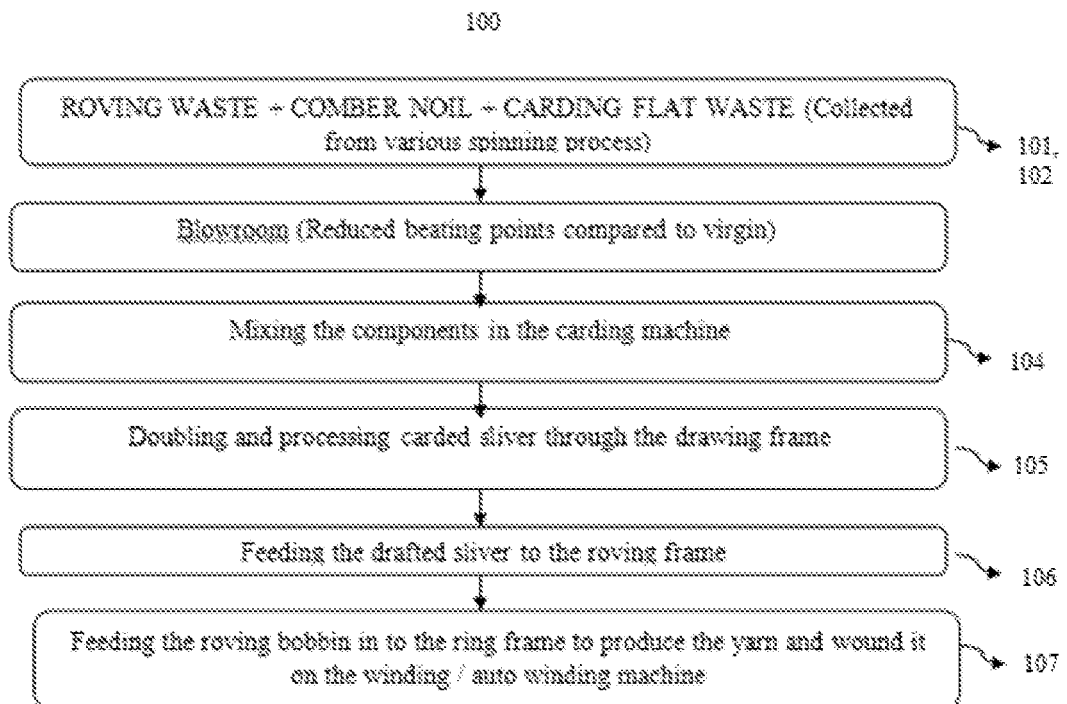 100
ROVING WASTE + COMBER NOIL + CARDING FLAT WASTE (Collected
from various spinning process)
101,
102
Blowroom (Reduced beating points compared to virgin)
Mixing the components in the carding machine
104
Doubling and processing carded sliver through the drawing frame
105
Feeding the drafted sliver to the roving frame
106
Feeding the roving bobbin in to the ring frame to produce the yarn and wound it
on the winding / auto winding machine
107